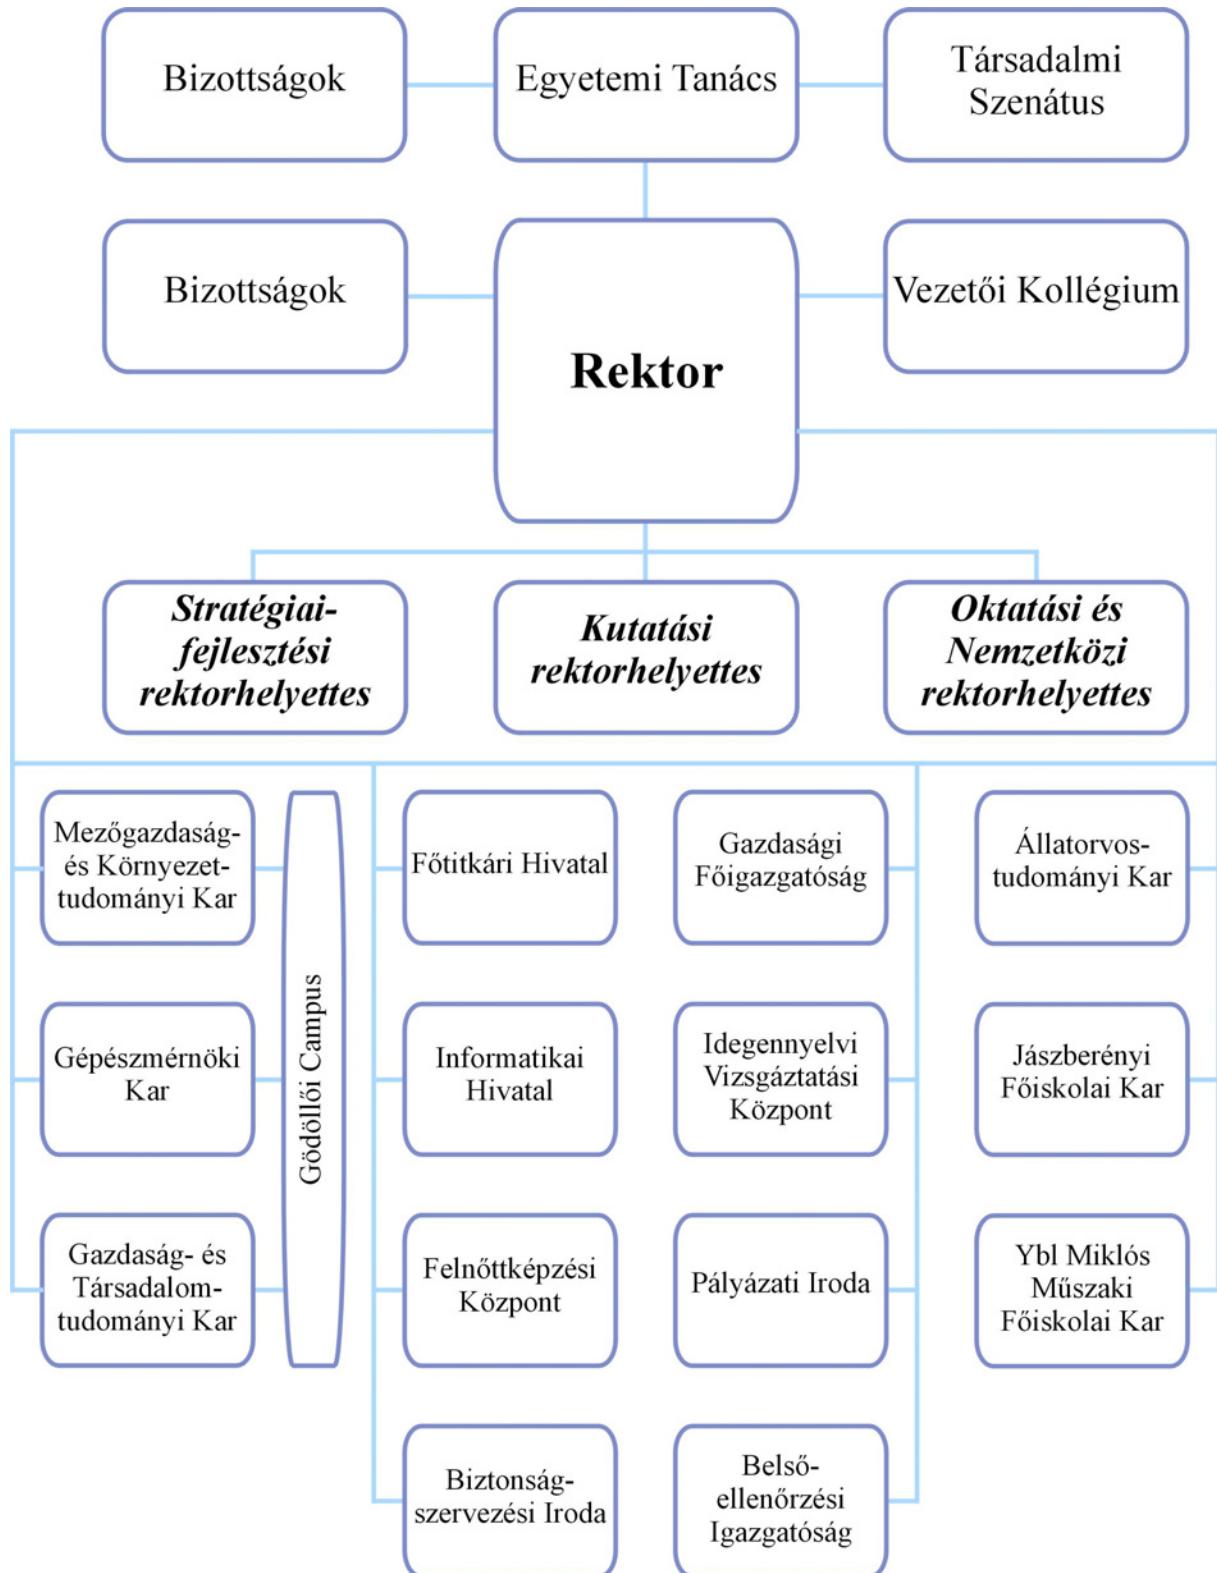 Bizottságok
Egyetemi Tanács
Társadalmi
Szenátus
Bizottságok
Rektor
Vezetői Kollégium
Stratégiai-
fejlesztési
rektorhelyettes
Kutatási
rektorhelyettes
Oktatási és
Nemzetközi
rektorhelyettes
Mezőgazdaság-
és Környezet-
tudományi Kar
Gödöllői Campus
Főtitkári Hivatal
Gazdasági
Főigazgatóság
Állatorvos-
tudományi Kar
Gépészmérnöki
Kar
Informatikai
Hivatal
Idegennyelvi
Vizsgáztatási
Központ
Jászberényi
Főiskolai Kar
Gazdaság- és
Társadalom-
tudományi Kar
Felnőttképzési
Központ
Pályázati Iroda
Ybl Miklós
Műszaki
Főiskolai Kar
Biztonság-
szervezési Iroda
Belső-
ellenőrzési
Igazgatóság